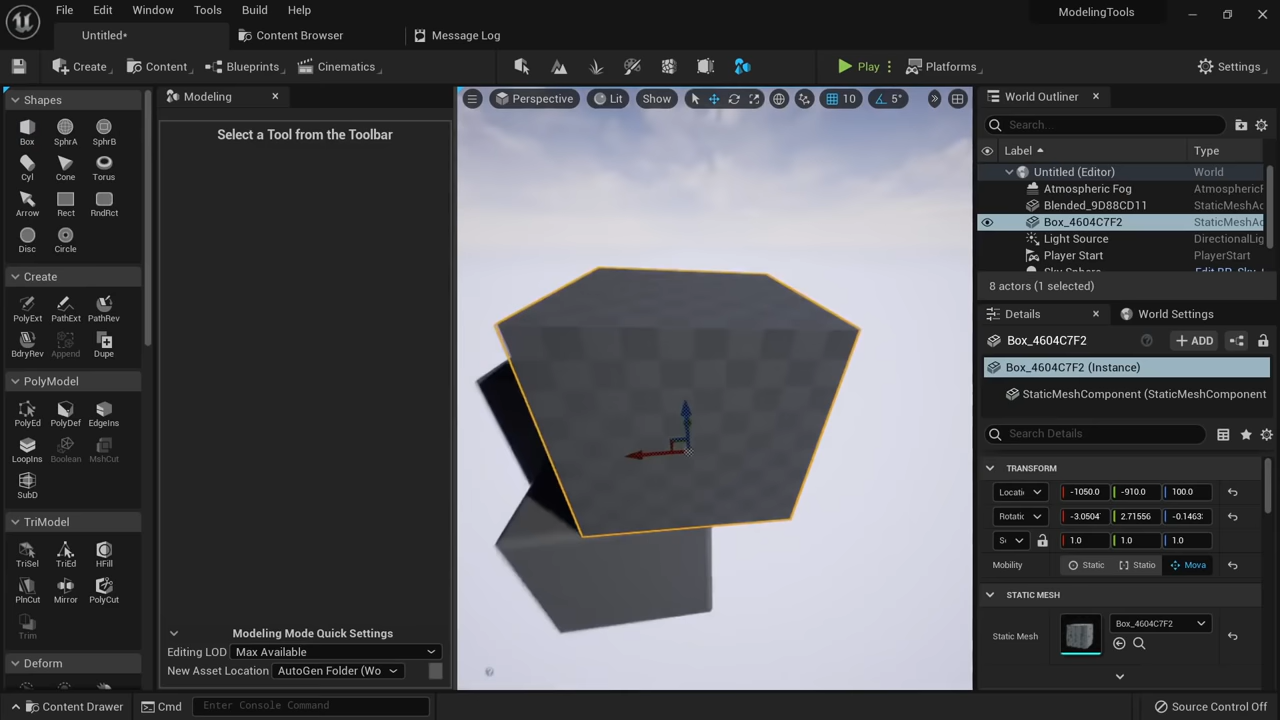 File Edit Window Tools Build Help ModelingTools
Untitled* Content Browser Message Log
Create Content Blueprints Cinematics Play Platforms Settings
Shapes
Box SphrA SphrB
Cyl Cone Torus
Arrow Rect RndRct
Disc Circle
Create
PolyExt PathExt PathRev
BdryRev Append Dupe
PolyModel
PolyEd PolyDef EdgeIns
LoopIns Boolean MshCut
SubD
TriModel
TriSel TriEd HFill
PlnCut Mirror PolyCut
Trim
Deform
Modeling
Select a Tool from the Toolbar
Modeling Mode Quick Settings
Editing LOD Max Available
New Asset Location AutoGen Folder (Wo
Perspective Lit Show 10 5°
World Outliner
Search...
Label Type
Untitled (Editor) World
Atmospheric Fog AtmosphericF
Blended_9D88CD11 StaticMeshAc
Box_4604C7F2 StaticMeshAc
Light Source DirectionalLig
Player Start PlayerStart
8 actors (1 selected)
Details World Settings
Box_4604C7F2 ADD
Box_4604C7F2 (Instance)
StaticMeshComponent (StaticMeshComponent
Search Details
TRANSFORM
Locati -1050.0 -910.0 100.0
Rotatic -3.0504 2.71556 -0.1463
1.0 1.0 1.0
Mobility Static Statio Mova
STATIC MESH
Static Mesh Box_4604C7F2
Content Drawer Cmd Enter Console Command Source Control Off